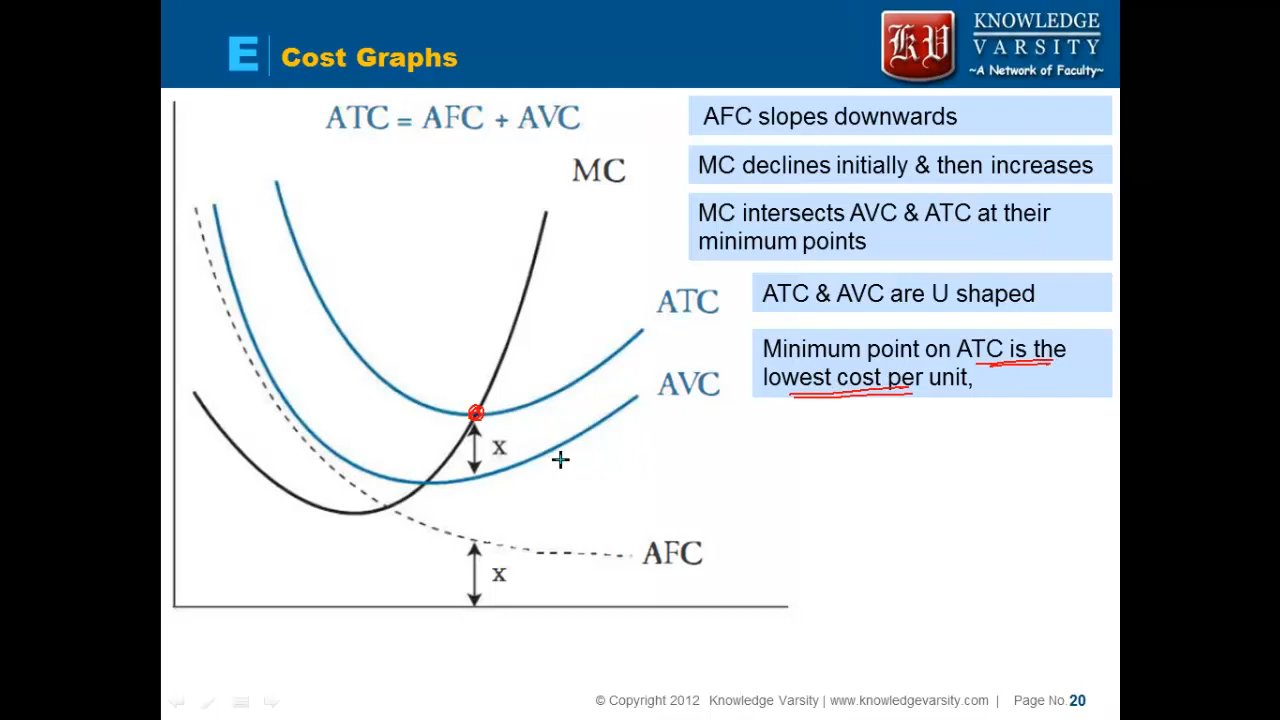 E
Cost Graphs
KV
KNOWLEDGE
VARSITY
~A Network of Faculty~
ATC = AFC + AVC
MC
ATC
AVC
x
AFC
x
AFC slopes downwards
MC declines initially & then increases
MC intersects AVC & ATC at their
minimum points
ATC & AVC are U shaped
Minimum point on ATC is the
lowest cost per unit,
© Copyright 2012 Knowledge Varsity | www.knowledgevarsity.com | Page No.20